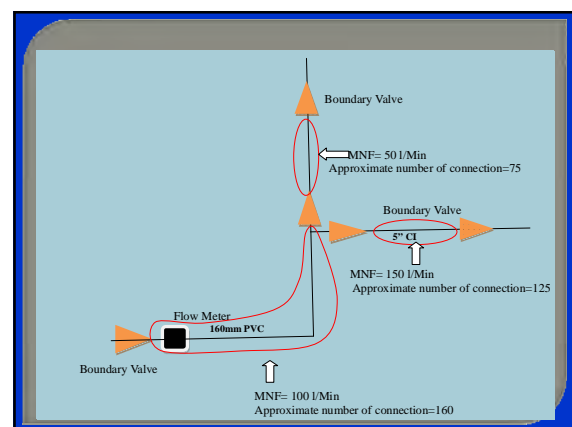 Boundary Valve
MNF= 50 l/Min
Approximate number of connection=75
Boundary Valve
5” CI
MNF= 150 l/Min
Approximate number of connection=125
Flow Meter
160mm PVC
Boundary Valve
MNF= 100 l/Min
Approximate number of connection=160